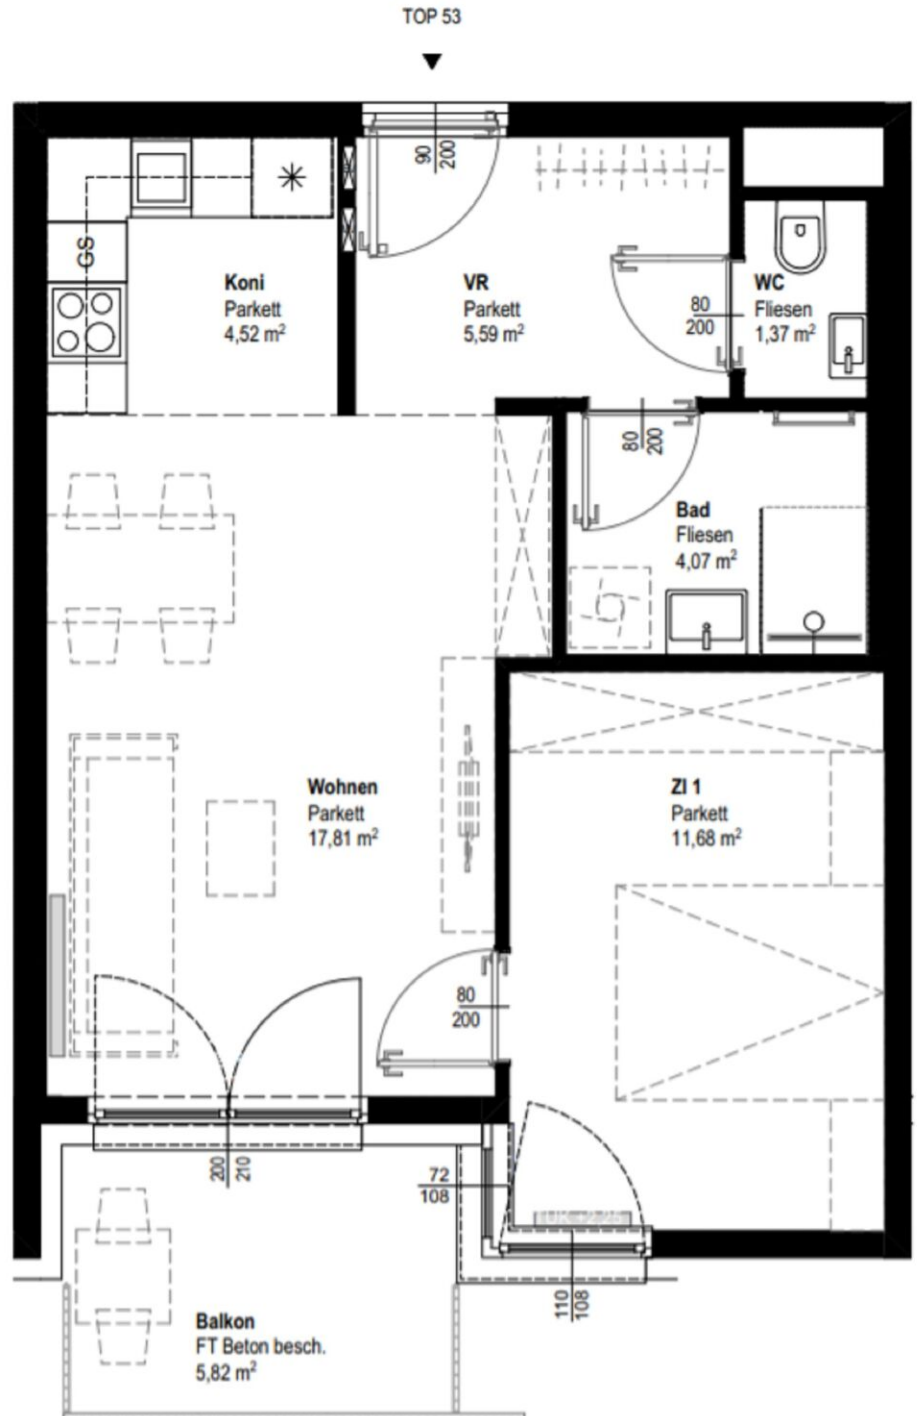 TOP 53
90
200
GS
Koni
Parkett
4,52 m²
VR
Parkett
5,59 m²
80
200
WC
Fliesen
1,37 m²
80
200
Bad
Fliesen
4,07 m²
Wohnen
Parkett
17,81 m²
ZI 1
Parkett
11,68 m²
80
200
200
210
72
108
110
108
Balkon
FT Beton besch.
5,82 m²